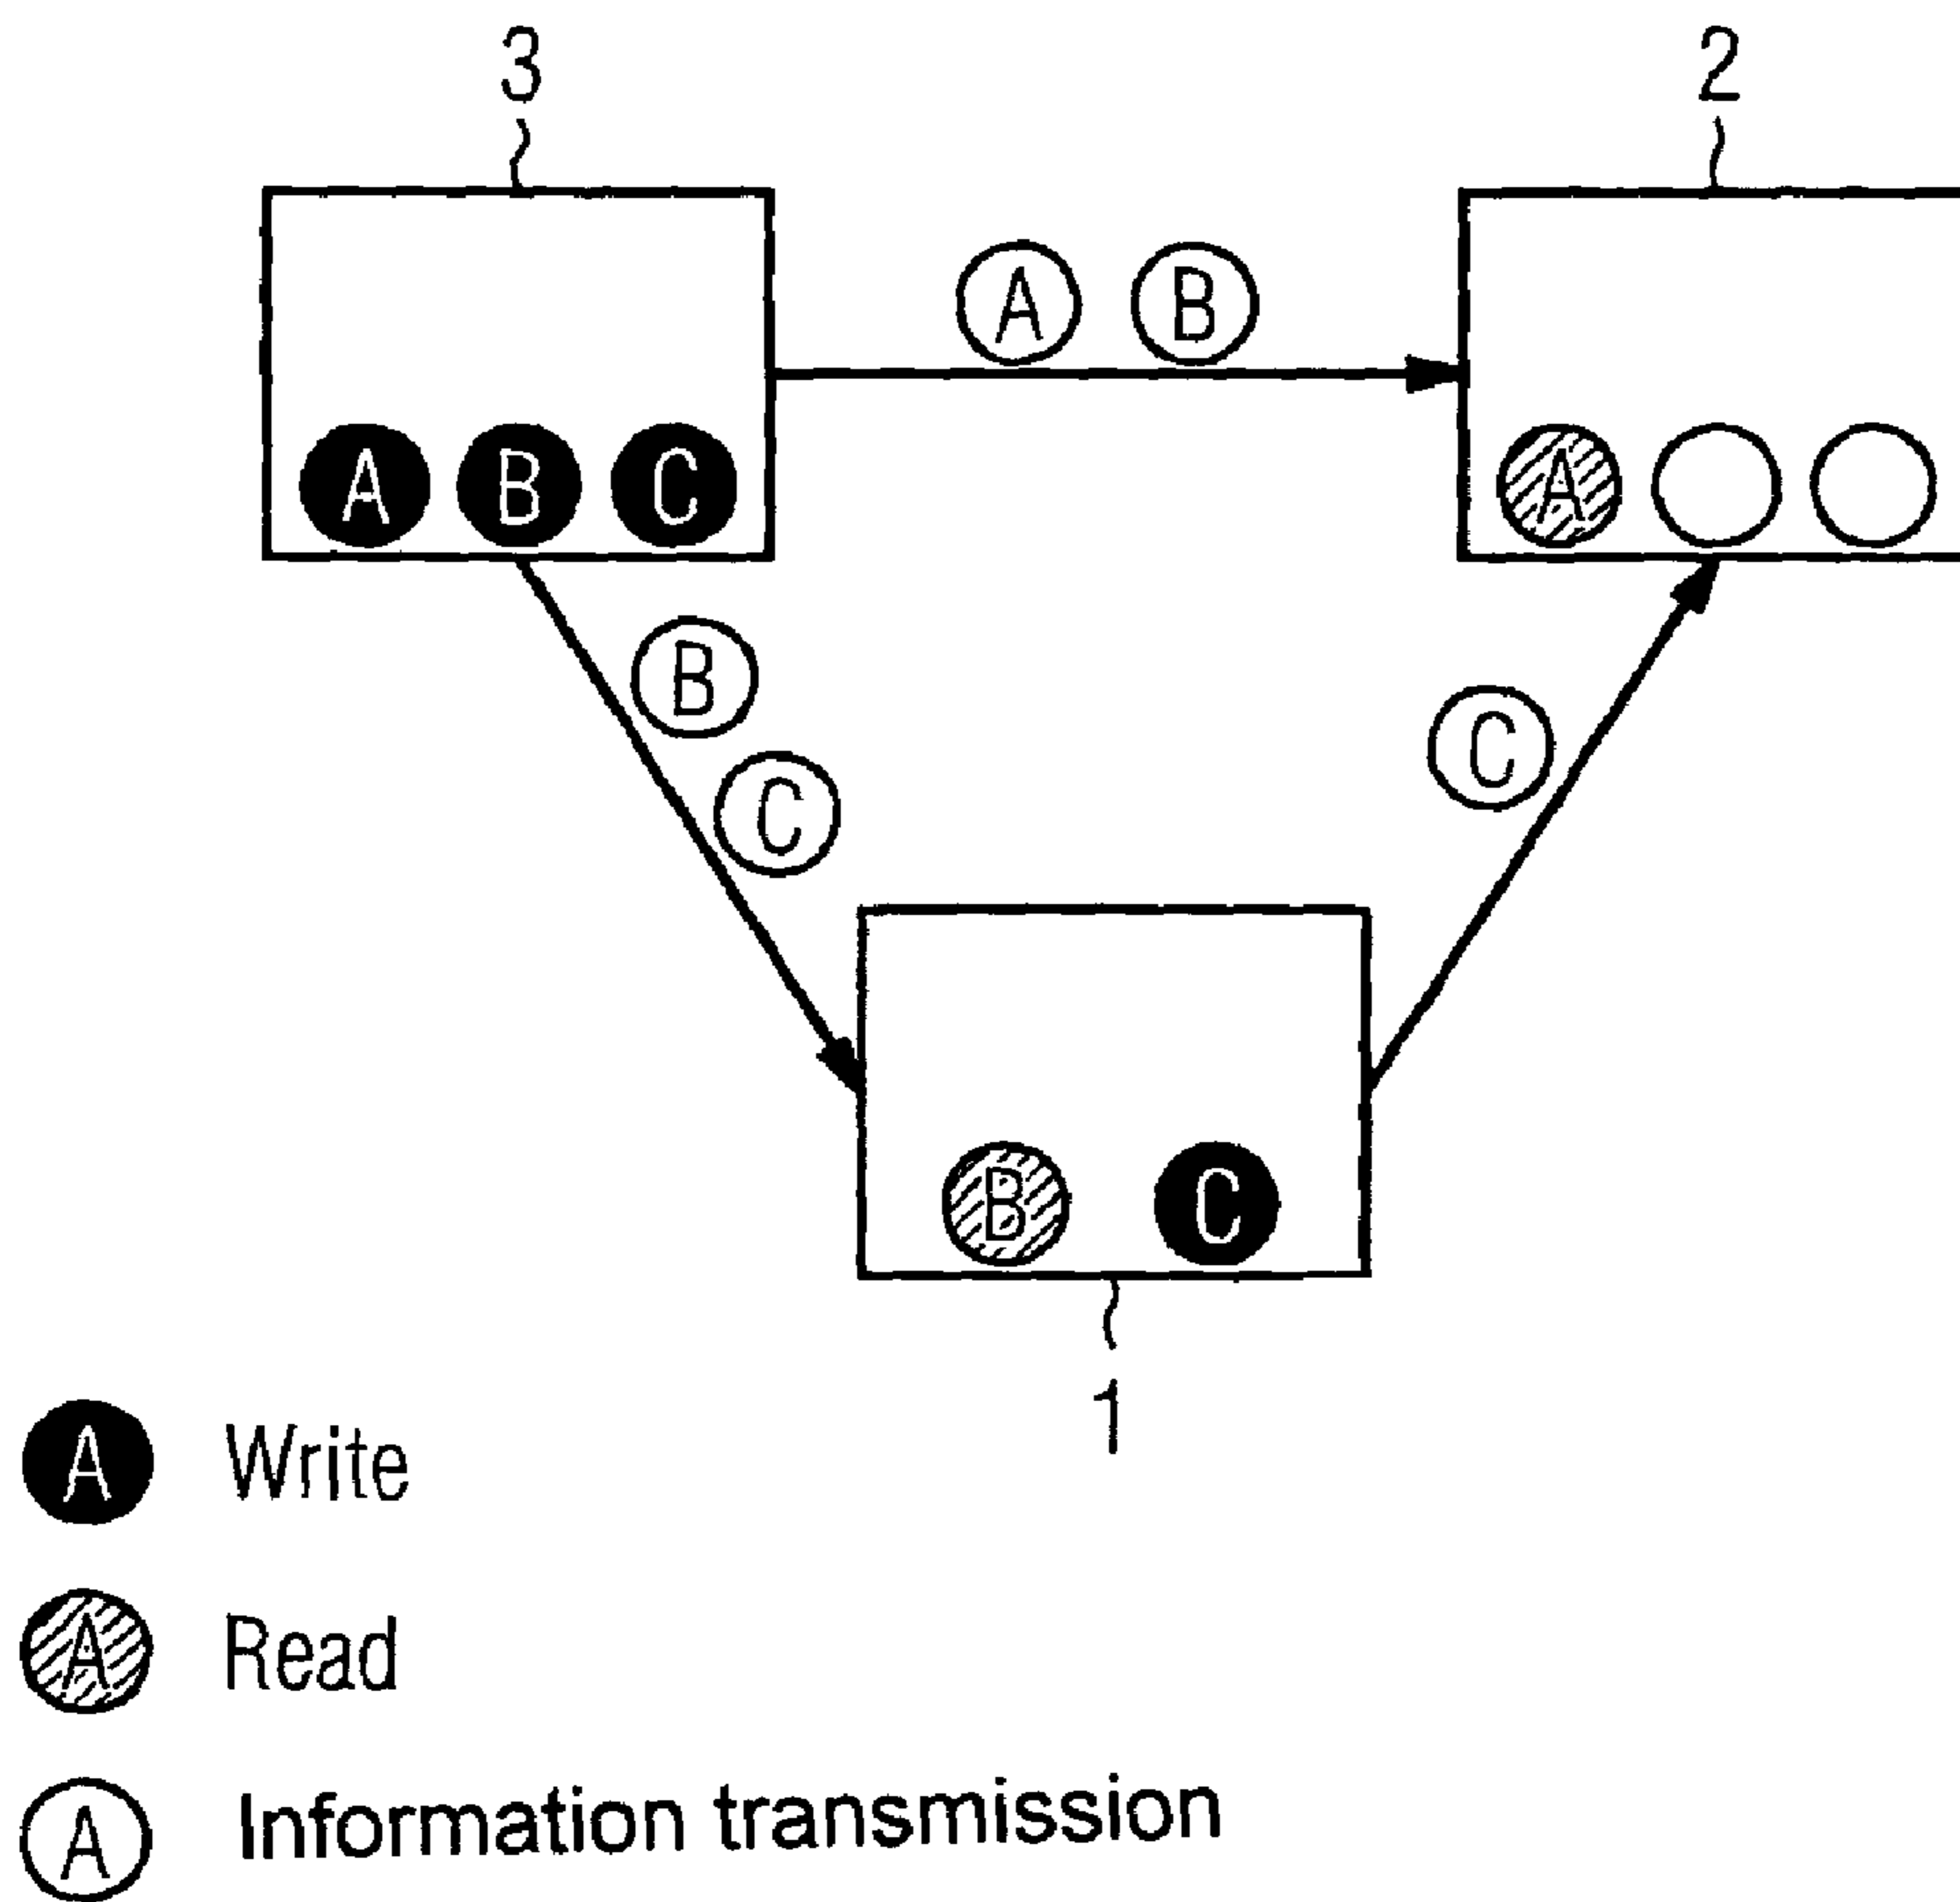 3 2
A B
A B C A
B
C C
B C
1
A Write
A Read
A Information transmission